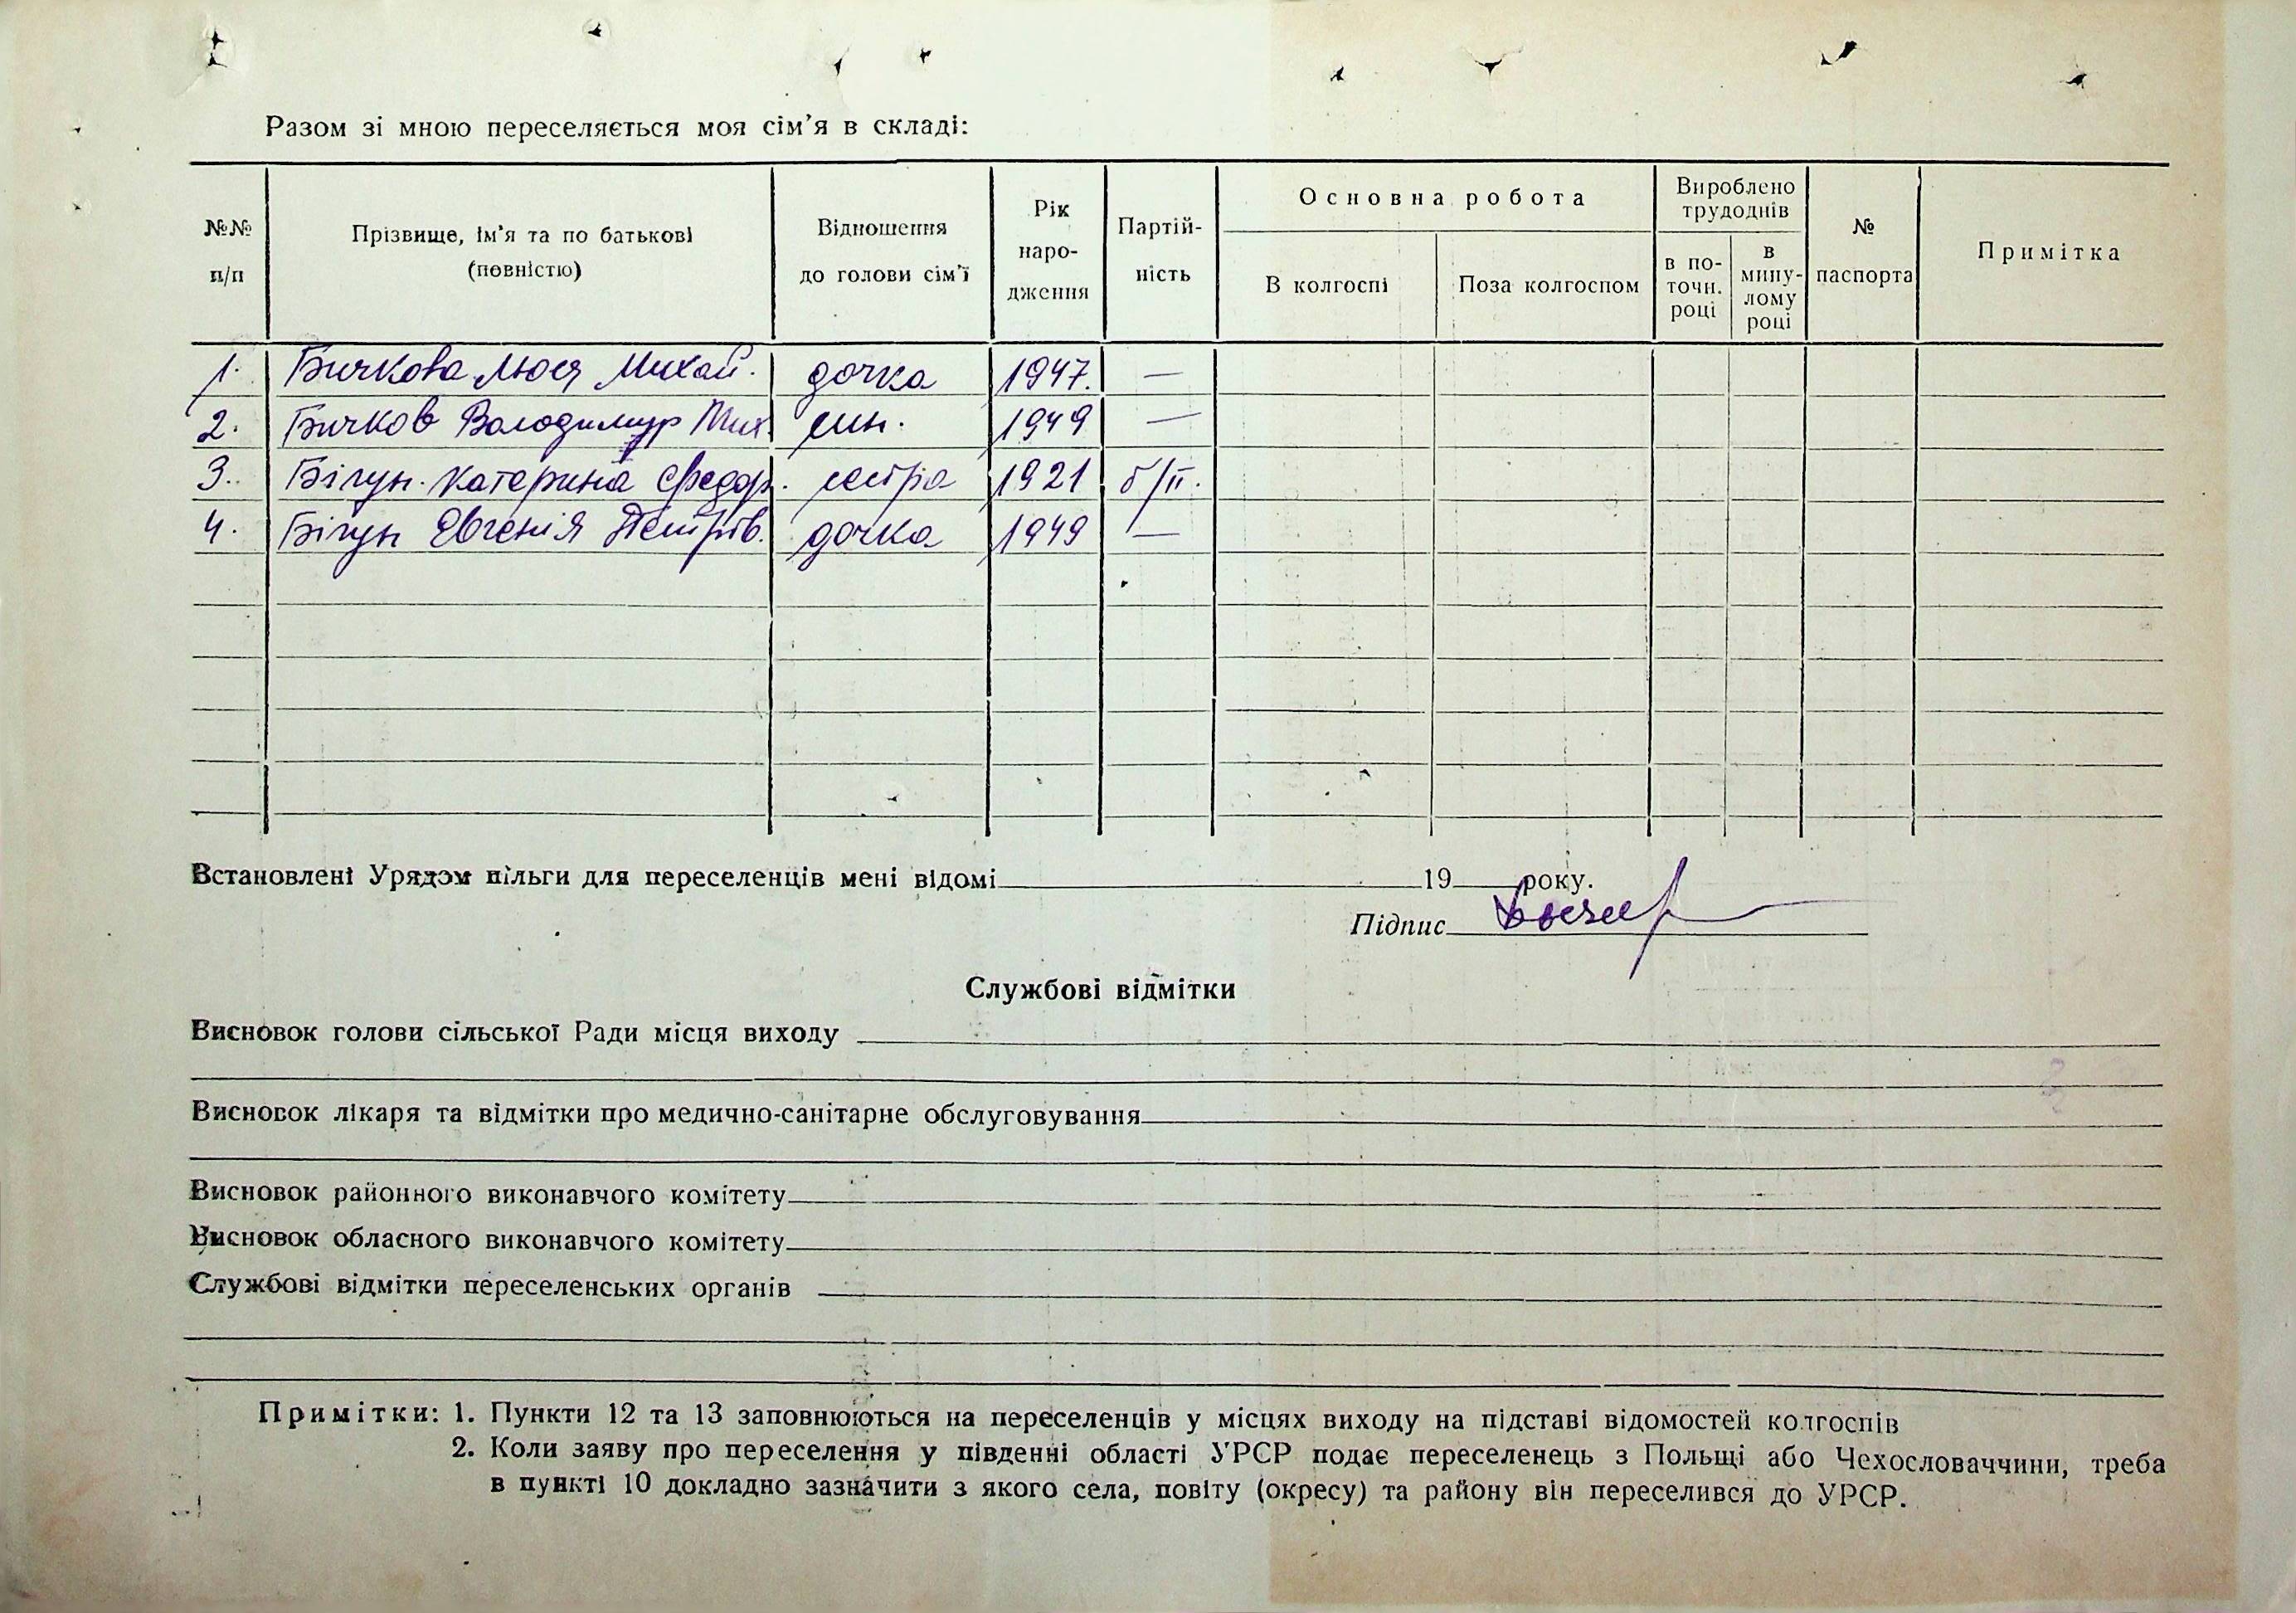 Разом зі мною переселяється моя сім'я в складі:
№№ п/п
Прізвище, ім'я та по батькові (повністю)
Відношення до голови сім'ї
Рік народження
Партійність
Основна робота
В колгоспі
Поза колгоспом
Вироблено трудоднів
в поточн. році
в минулому році
№ паспорта
Примітка
1. Бичкова Люся Михай. дочка 1947. —
2. Бичков Володимир Мих. син. 1949 —
3. Бігун. Катерина Федор. сестра 1921 б/п.
4. Бігун Евгенія Петрів. дочка 1949 —
Встановлені Урядом пільги для переселенців мені відомі 19 року.
Підпис
Службові відмітки
Висновок голови сільської Ради місця виходу
Висновок лікаря та відмітки про медично-санітарне обслуговування
Висновок районного виконавчого комітету
Висновок обласного виконавчого комітету
Службові відмітки переселенських органів
Примітки: 1. Пункти 12 та 13 заповнюються на переселенців у місцях виходу на підставі відомостей колгоспів
2. Коли заяву про переселення у південні області УРСР подає переселенець з Польщі або Чехословаччини, треба
в пункті 10 докладно зазначити з якого села, повіту (окресу) та району він переселився до УРСР.